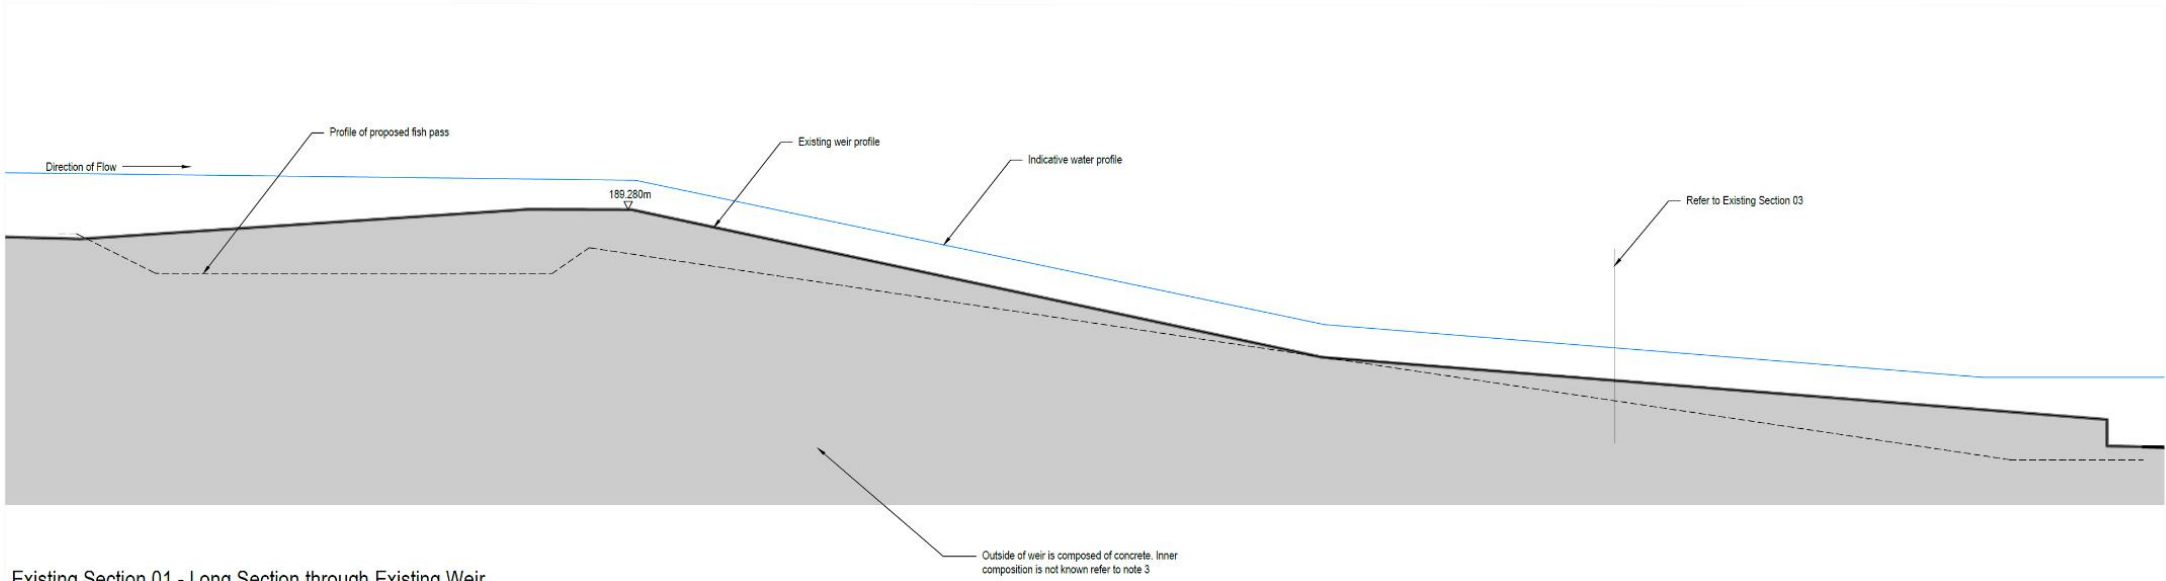 Profile of proposed fish pass
Existing weir profile
Indicative water profile
Direction of Flow
189.280m
Refer to Existing Section 03
Outside of weir is composed of concrete. Inner
composition is not known refer to note 3
Existing Section 01 - Long Section through Existing Weir